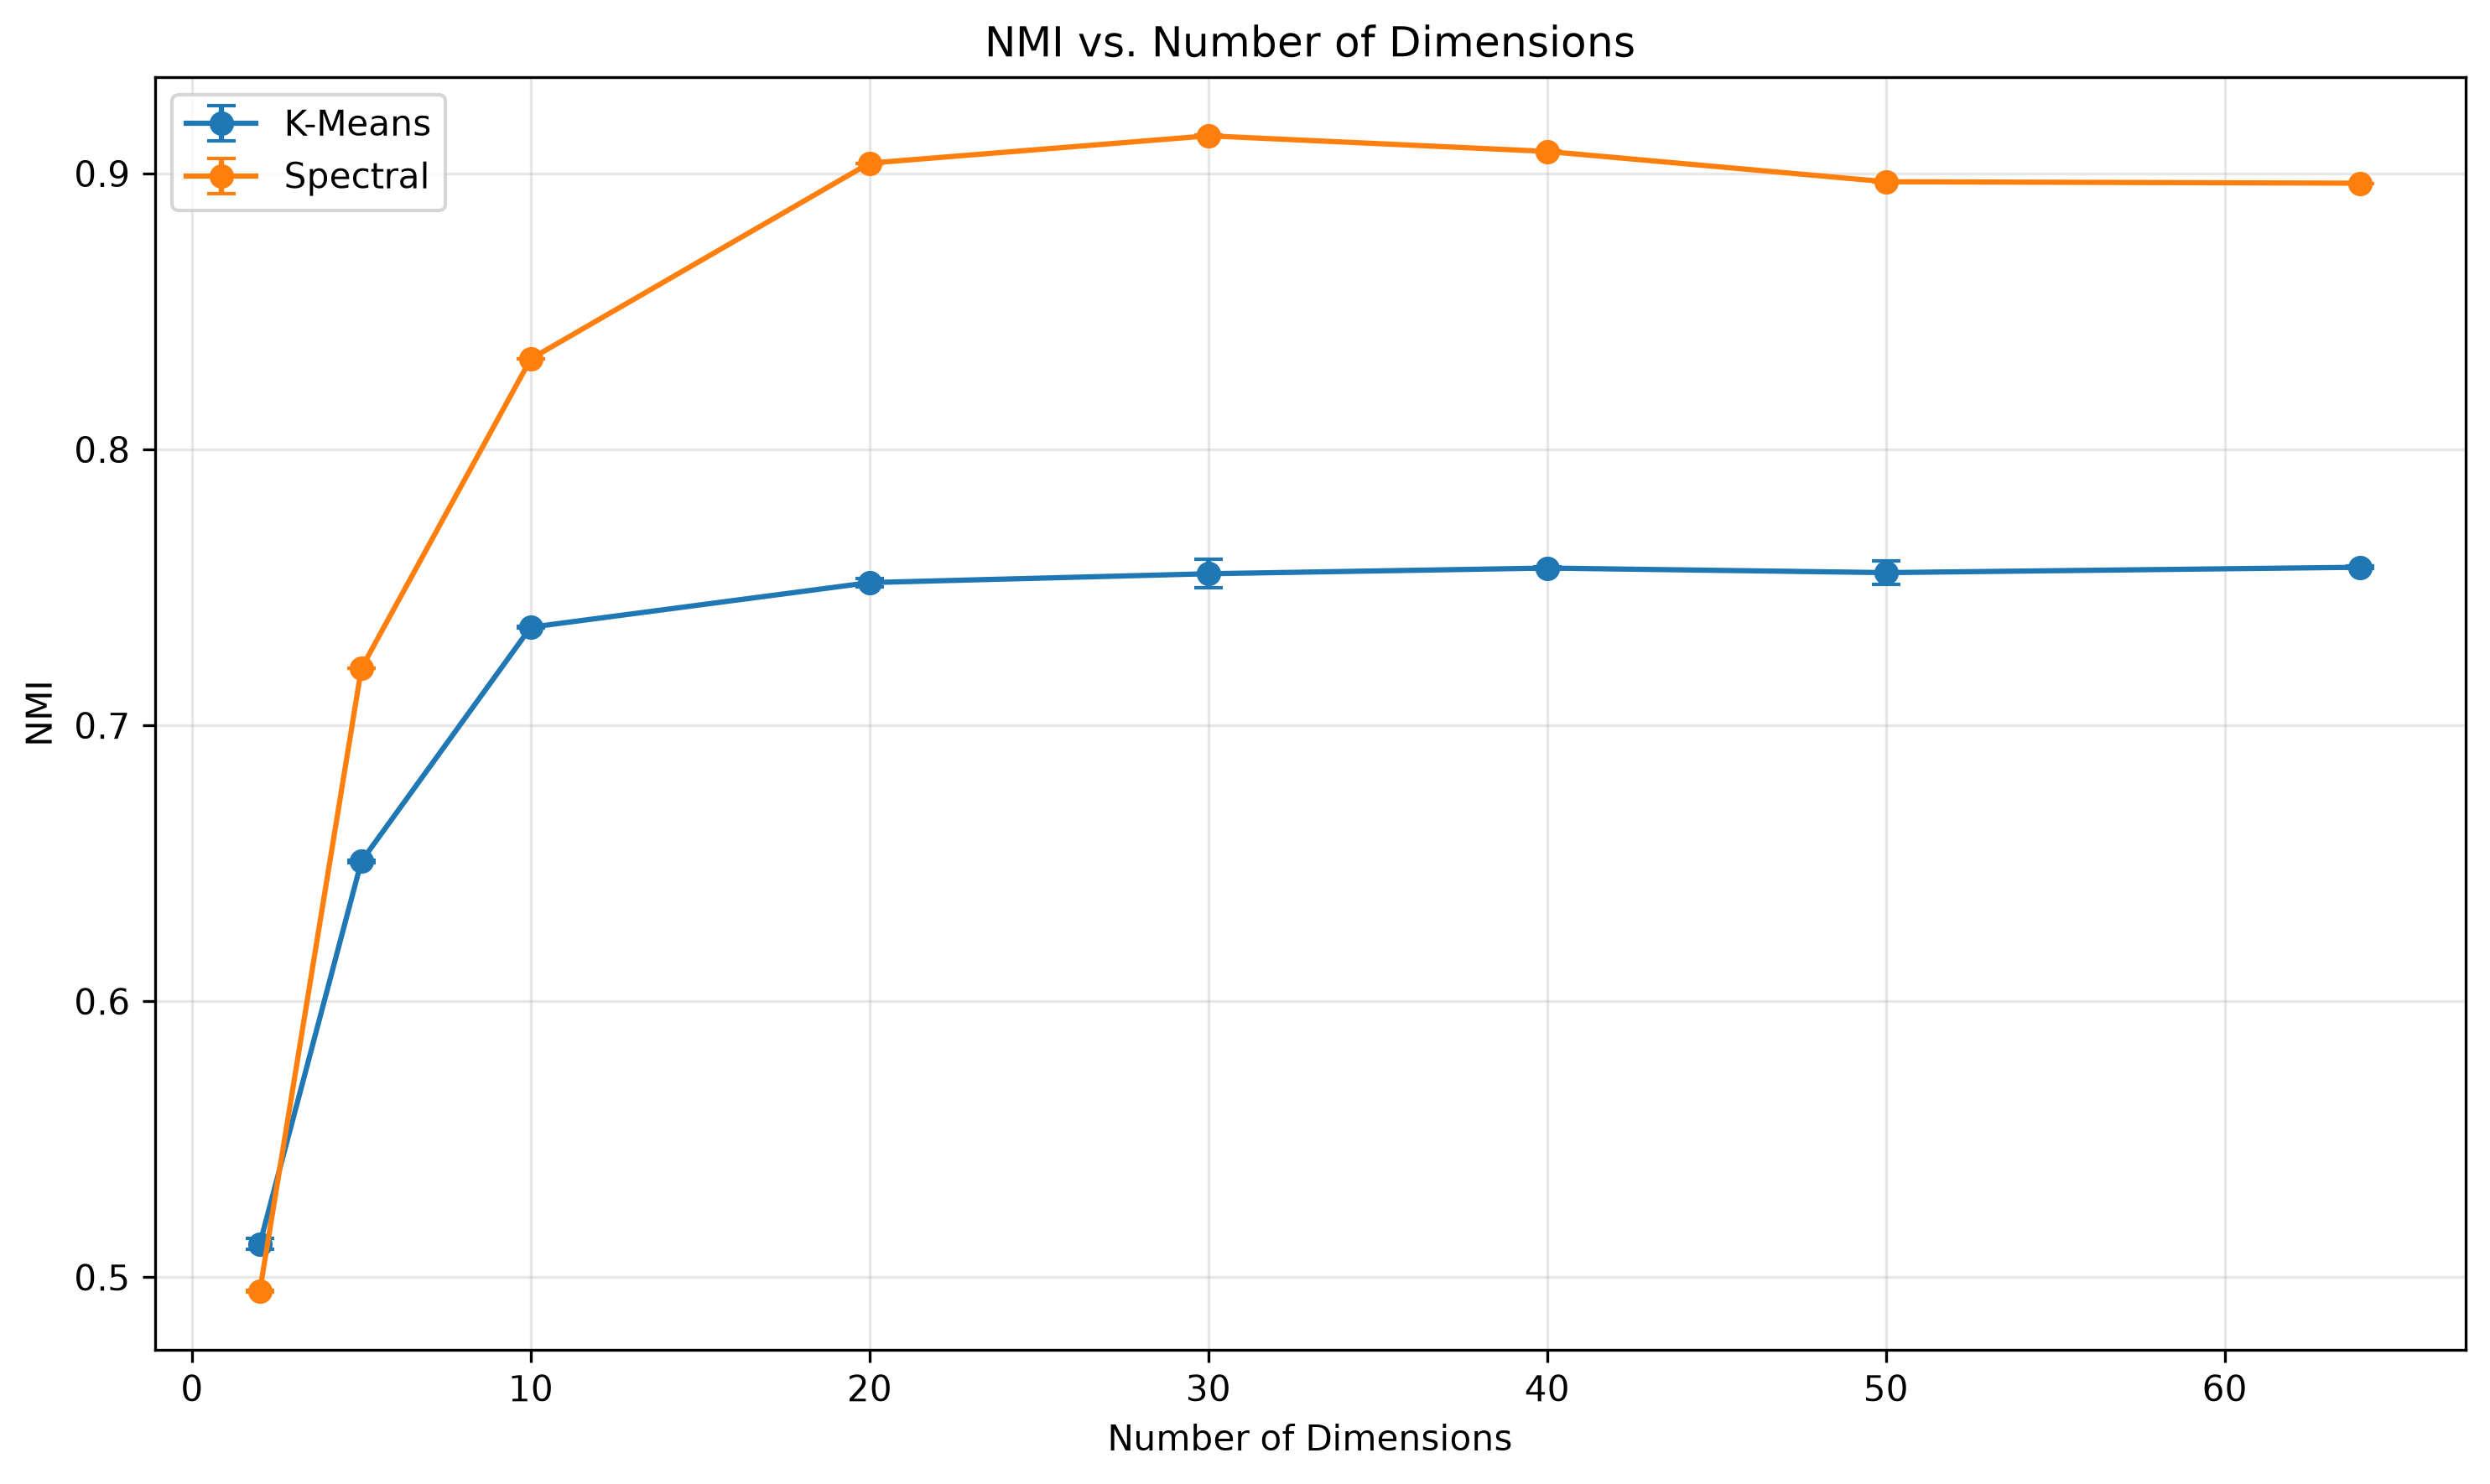 NMI vs. Number of Dimensions
K-Means
Spectral
0.9
0.8
0.7
0.6
0.5
NMI
0 10 20 30 40 50 60
Number of Dimensions